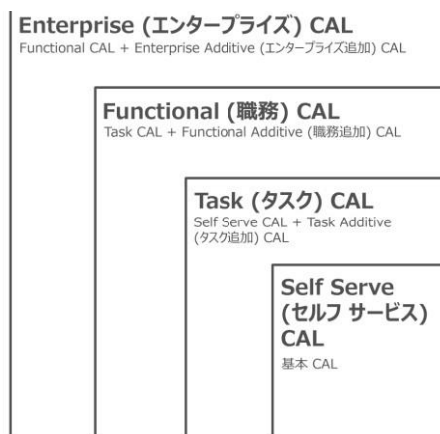 Enterprise (エンタープライズ) CAL
Functional CAL + Enterprise Additive (エンタープライズ追加) CAL
Functional (職務) CAL
Task CAL + Functional Additive (職務追加) CAL
Task (タスク) CAL
Self Serve CAL + Task Additive
(タスク追加) CAL
Self Serve
(セルフ サービス)
CAL
基本 CAL